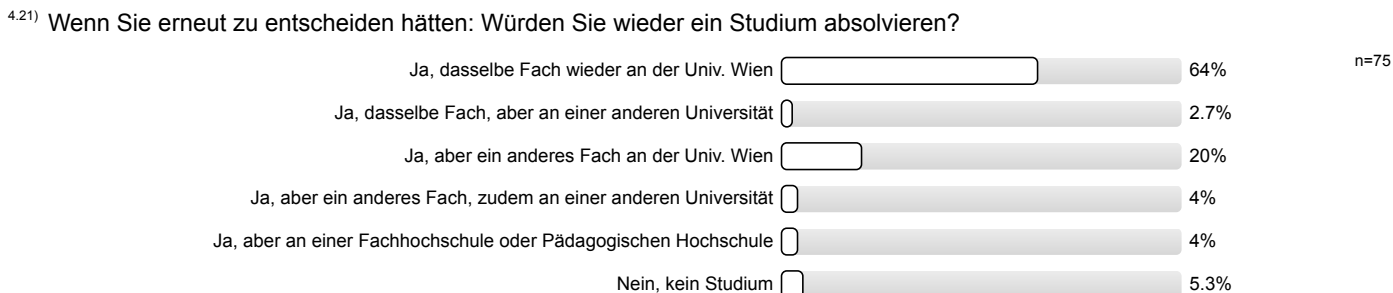 4.21) Wenn Sie erneut zu entscheiden hätten: Würden Sie wieder ein Studium absolvieren?
Ja, dasselbe Fach wieder an der Univ. Wien 64% n=75
Ja, dasselbe Fach, aber an einer anderen Universität 2.7%
Ja, aber ein anderes Fach an der Univ. Wien 20%
Ja, aber ein anderes Fach, zudem an einer anderen Universität 4%
Ja, aber an einer Fachhochschule oder Pädagogischen Hochschule 4%
Nein, kein Studium 5.3%